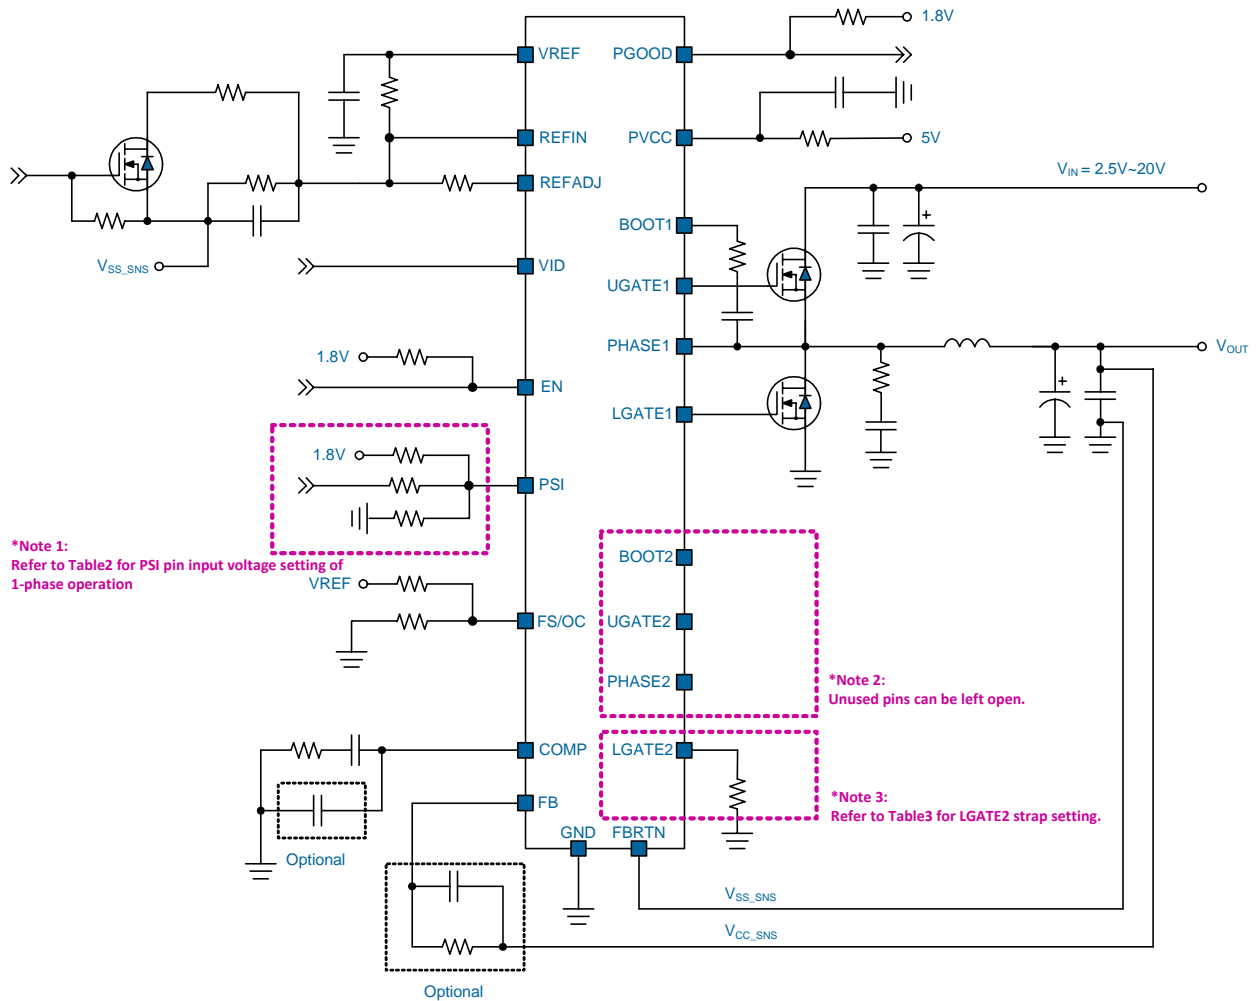 1.8V
VREF
PGOOD
REFIN
PVCC
5V
VIN = 2.5V~20V
REFADJ
BOOT1
VSS_SNS
VID
UGATE1
+
1.8V
PHASE1
VOUT
EN
+
LGATE1
1.8V
PSI
*Note 1:
Refer to Table2 for PSI pin input voltage setting of
1-phase operation
BOOT2
VREF
FS/OC
UGATE2
PHASE2
*Note 2:
Unused pins can be left open.
COMP
LGATE2
*Note 3:
Refer to Table3 for LGATE2 strap setting.
FB
GND
FBRTN
Optional
VSS_SNS
VCC_SNS
Optional